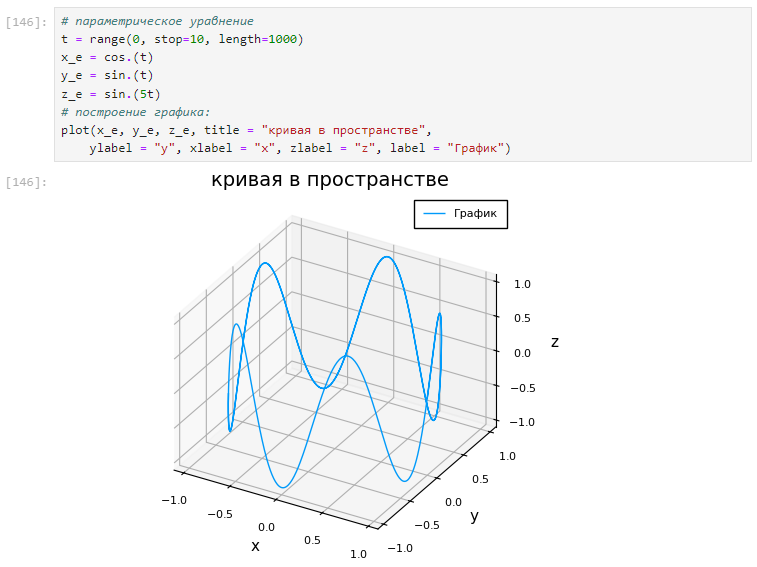 [146]:
# параметрическое уравнение
t = range(0, stop=10, length=1000)
x_e = cos.(t)
y_e = sin.(t)
z_e = sin.(5t)
# построение графика:
plot(x_e, y_e, z_e, title = "кривая в пространстве",
ylabel = "y", xlabel = "x", zlabel = "z", label = "График")
[146]:
кривая в пространстве
График
1.0
0.5
0.0
−0.5
−1.0
z
1.0
0.5
0.0
−0.5
−1.0
y
−1.0
−0.5
0.0
0.5
1.0
x